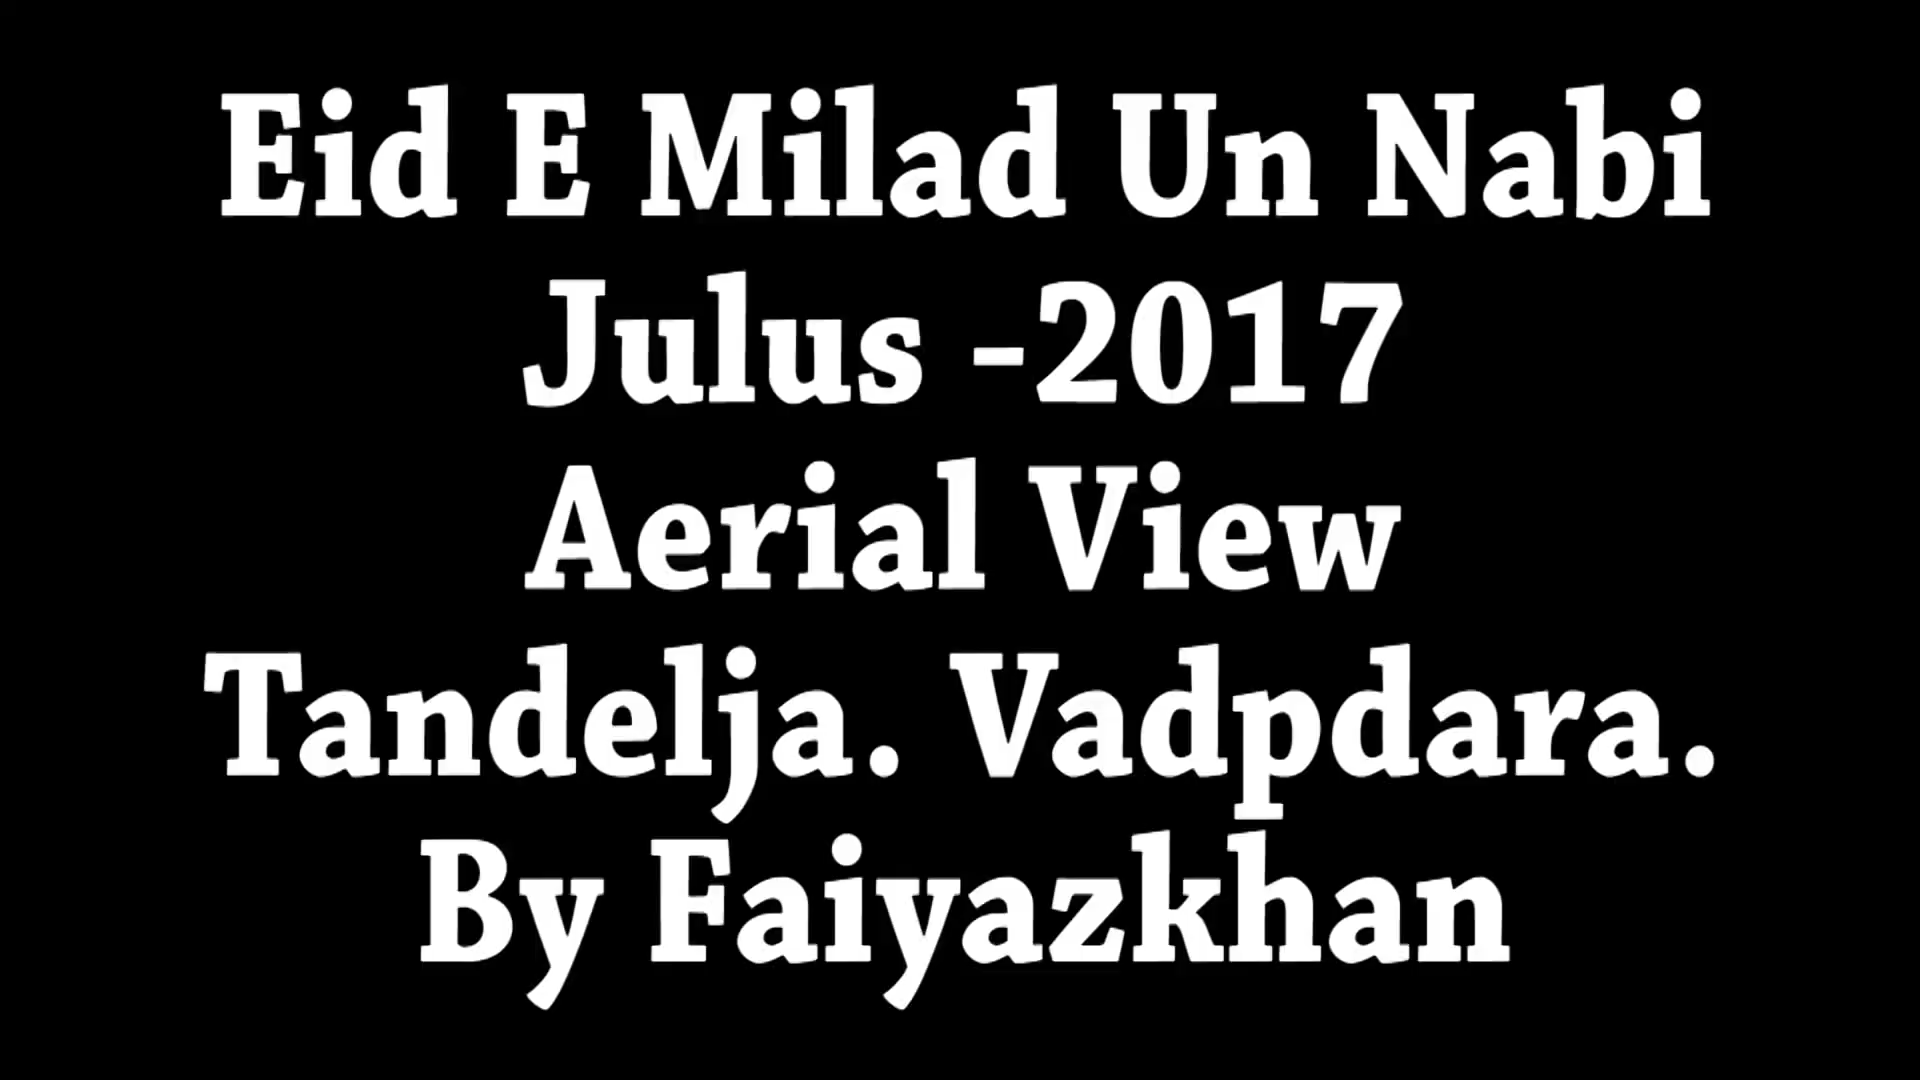 Eid E Milad Un Nabi
Julus -2017
Aerial View
Tandelja. Vadpdara.
By Faiyazkhan